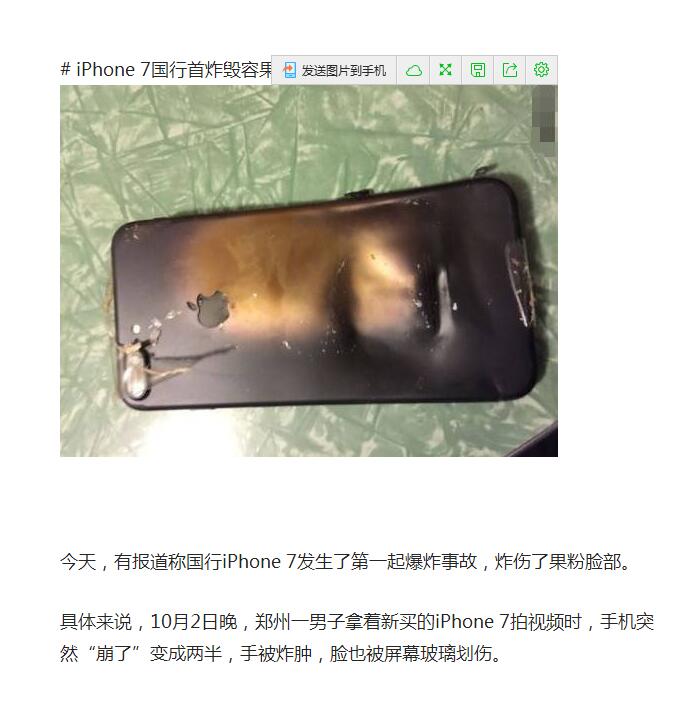 # iPhone 7国行首炸毁容果
发送图片到手机
今天，有报道称国行iPhone 7发生了第一起爆炸事故，炸伤了果粉脸部。
具体来说，10月2日晚，郑州一男子拿着新买的iPhone 7拍视频时，手机突
然“崩了”变成两半，手被炸肿，脸也被屏幕玻璃划伤。